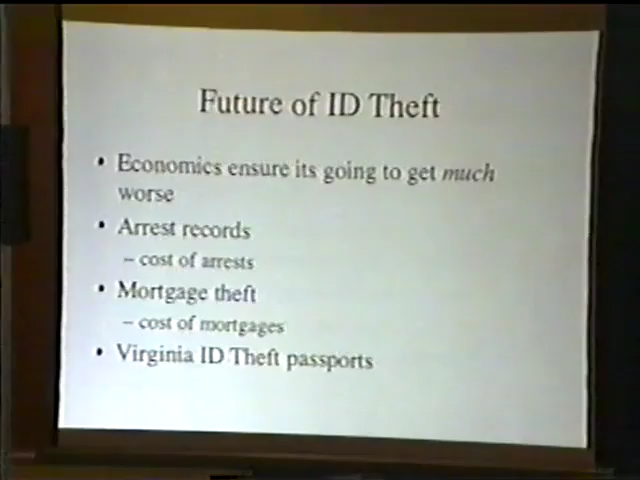 Future of ID Theft
• Economics ensure its going to get much
worse
• Arrest records
– cost of arrests
• Mortgage theft
– cost of mortgages
• Virginia ID Theft passports